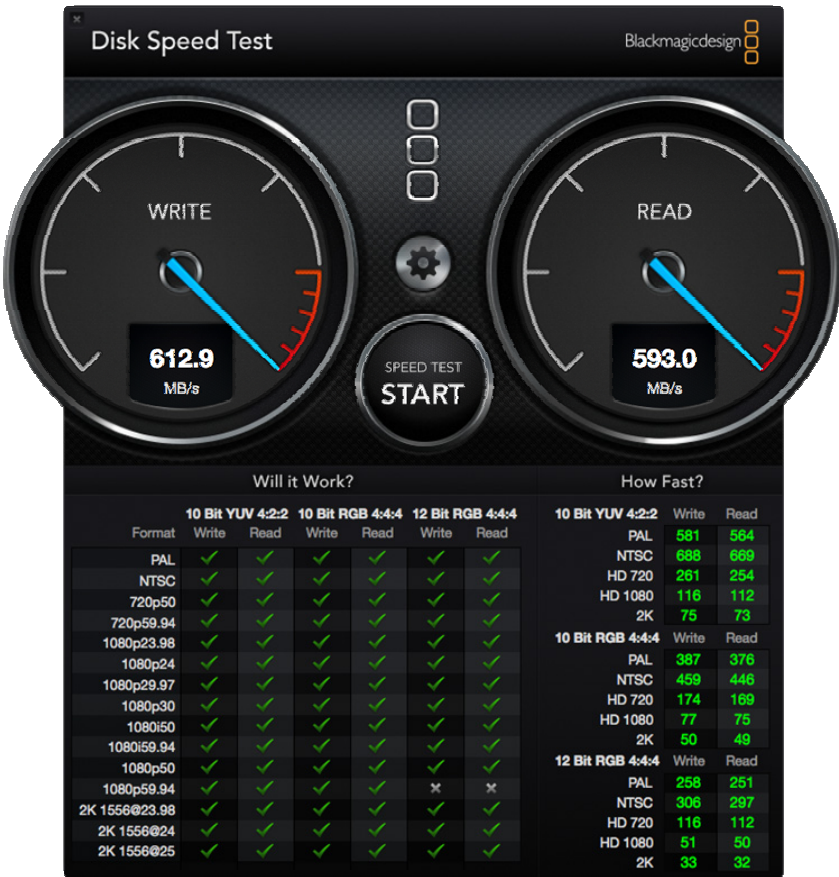 Disk Speed Test
Blackmagicdesign
WRITE
READ
612.9
MB/s
593.0
MB/s
SPEED TEST
START
Will it Work?
How Fast?
10 Bit YUV 4:2:2 10 Bit RGB 4:4:4 12 Bit RGB 4:4:4
Format Write Read Write Read Write Read
PAL
NTSC
720p50
720p59.94
1080p23.98
1080p24
1080p29.97
1080p30
1080i50
1080i59.94
1080p50
1080p59.94
2K 1556@23.98
2K 1556@24
2K 1556@25
10 Bit YUV 4:2:2 Write Read
PAL 581 564
NTSC 688 669
HD 720 261 254
HD 1080 116 112
2K 75 73
10 Bit RGB 4:4:4 Write Read
PAL 387 376
NTSC 459 446
HD 720 174 169
HD 1080 77 75
2K 50 49
12 Bit RGB 4:4:4 Write Read
PAL 258 251
NTSC 306 297
HD 720 116 112
HD 1080 51 50
2K 33 32